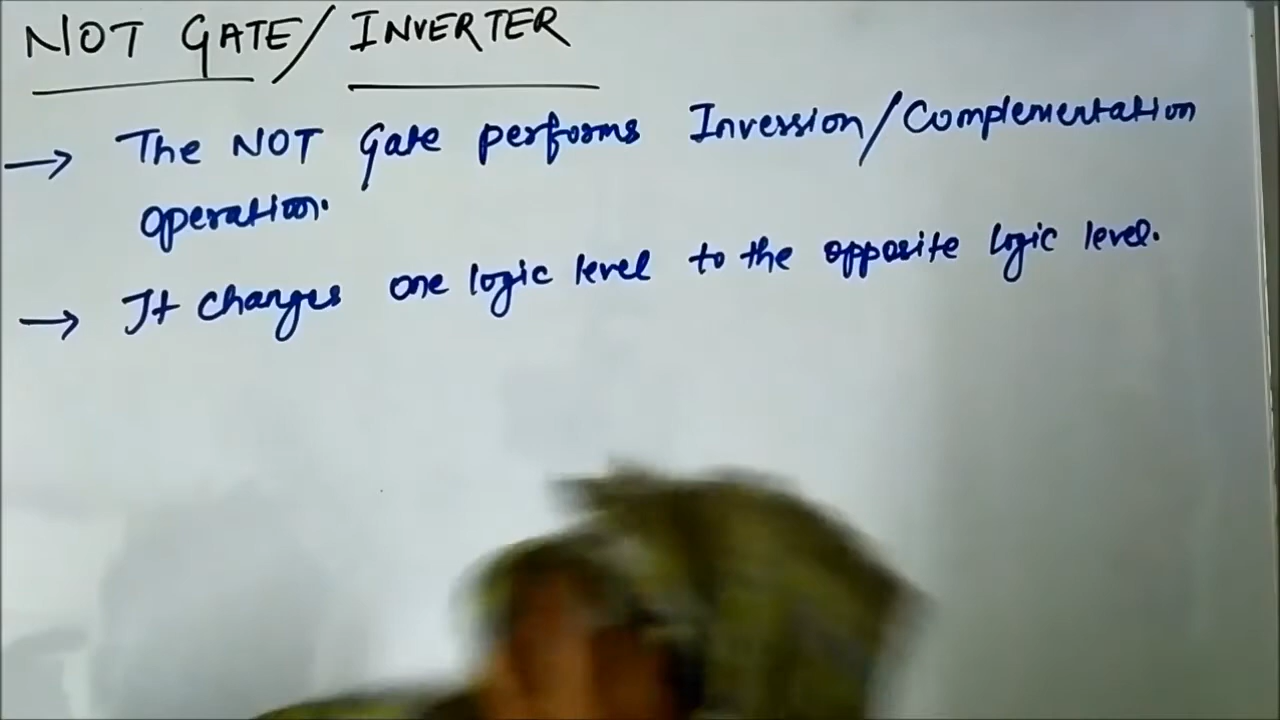 NOT GATE/INVERTER
→ The NOT Gate performs Inversion/Complementation
operation.
→ It changes one logic level to the opposite logic level.